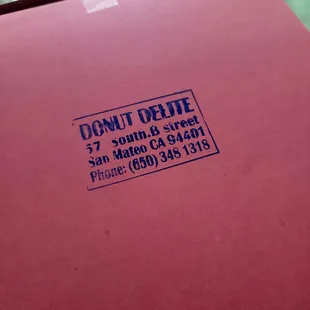 DONUT DELITE
57 South.B street
San Mateo CA 94401
Phone: (650) 348 1318